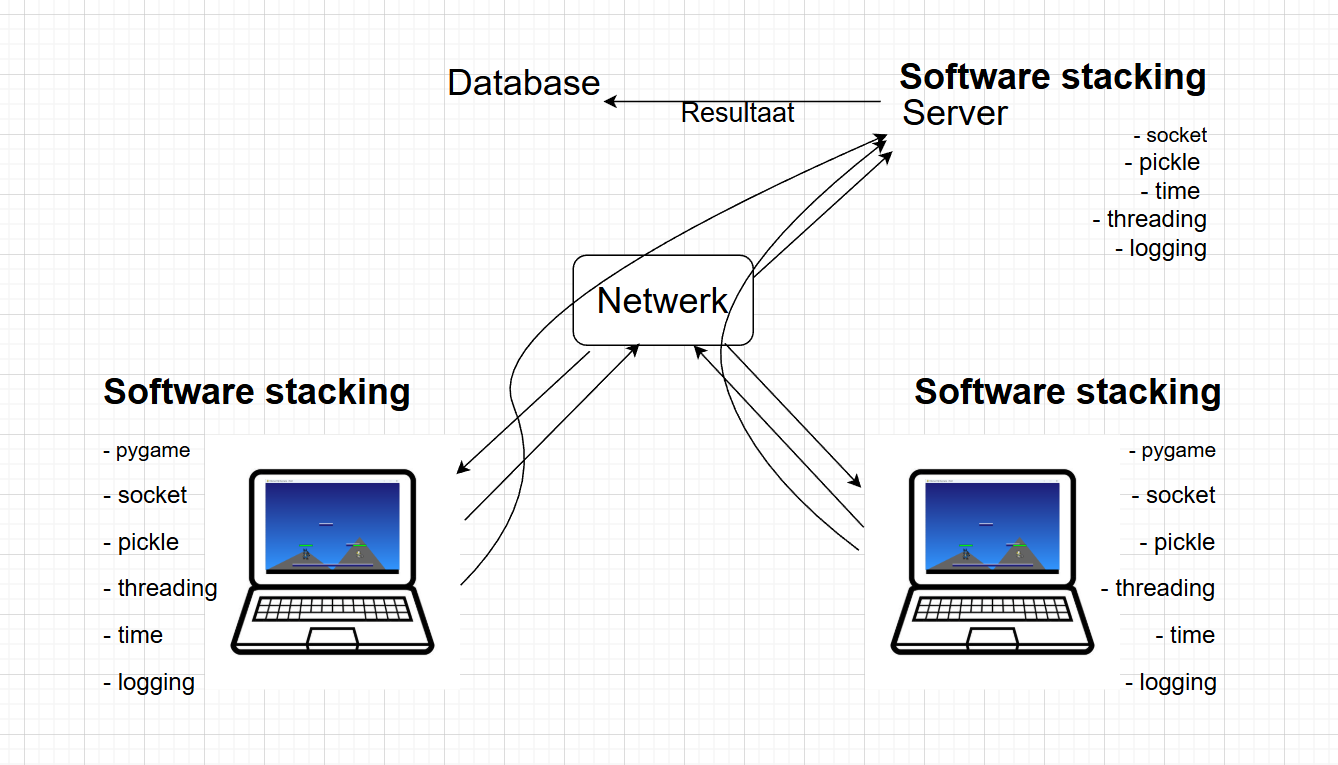 Database
Resultaat
Software stacking
Server
- socket
- pickle
- time
- threading
- logging
Netwerk
Software stacking
- pygame
- socket
- pickle
- threading
- time
- logging
Software stacking
- pygame
- socket
- pickle
- threading
- time
- logging